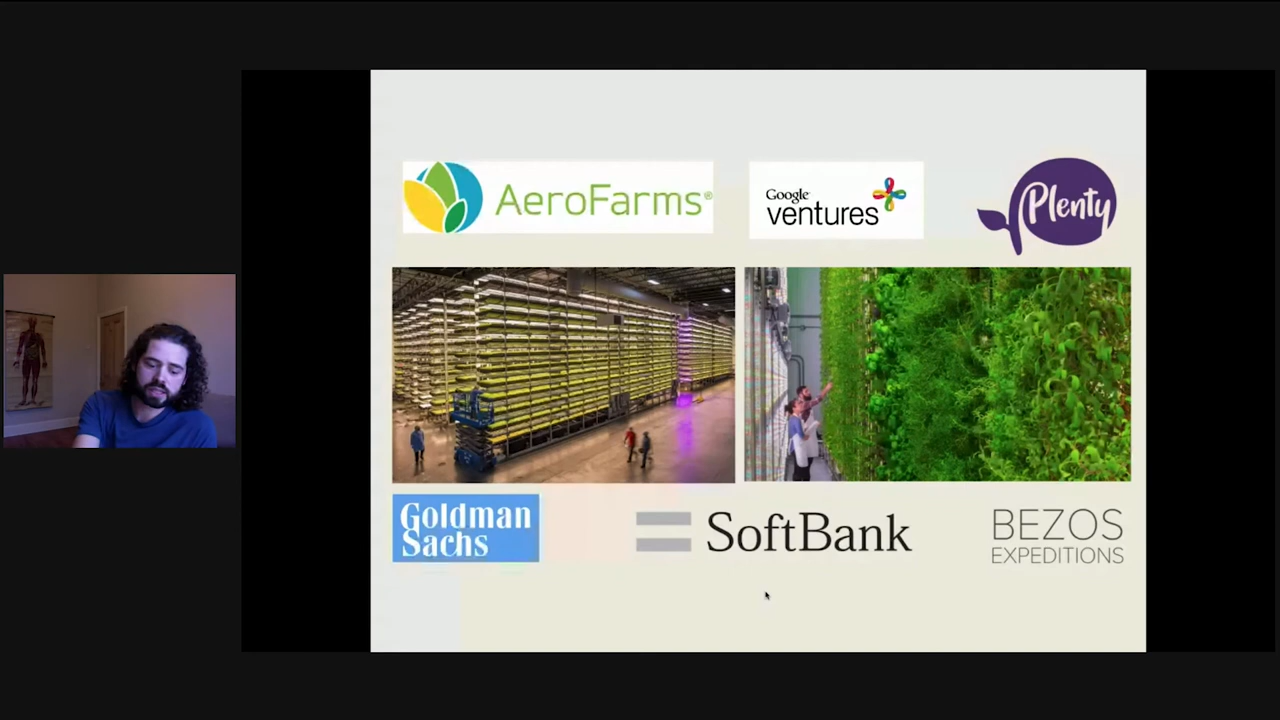 AeroFarms®
Google
ventures
Plenty
Goldman
Sachs
SoftBank
BEZOS
EXPEDITIONS